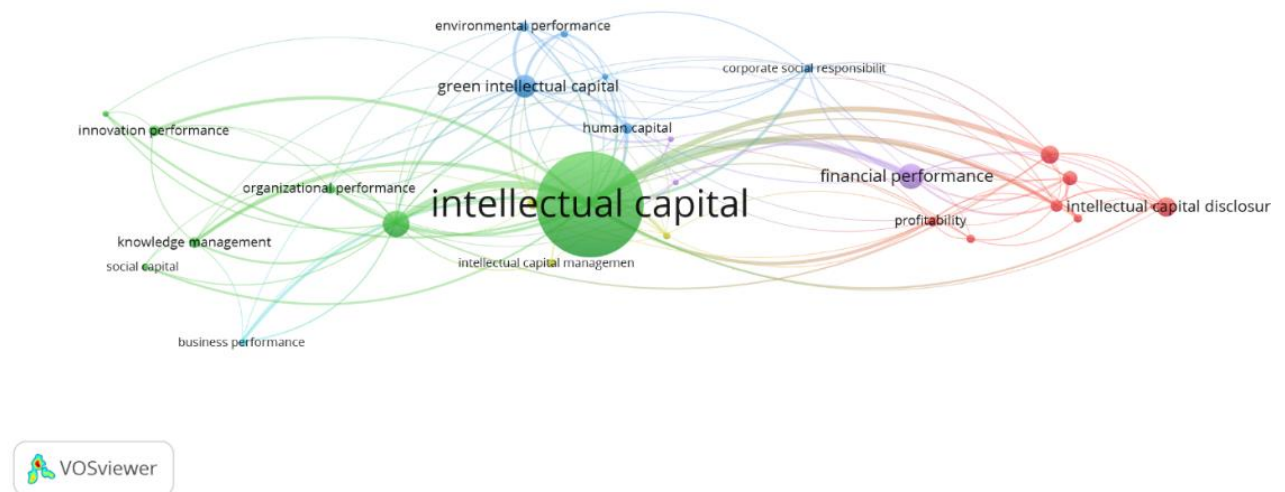 environmental performance
corporate social responsibilit
green intellectual capital
innovation performance
human capital
financial performance
organizational performance
intellectual capital
intellectual capital disclosur
profitability
knowledge management
social capital
intellectual capital managemen
business performance
VOSviewer